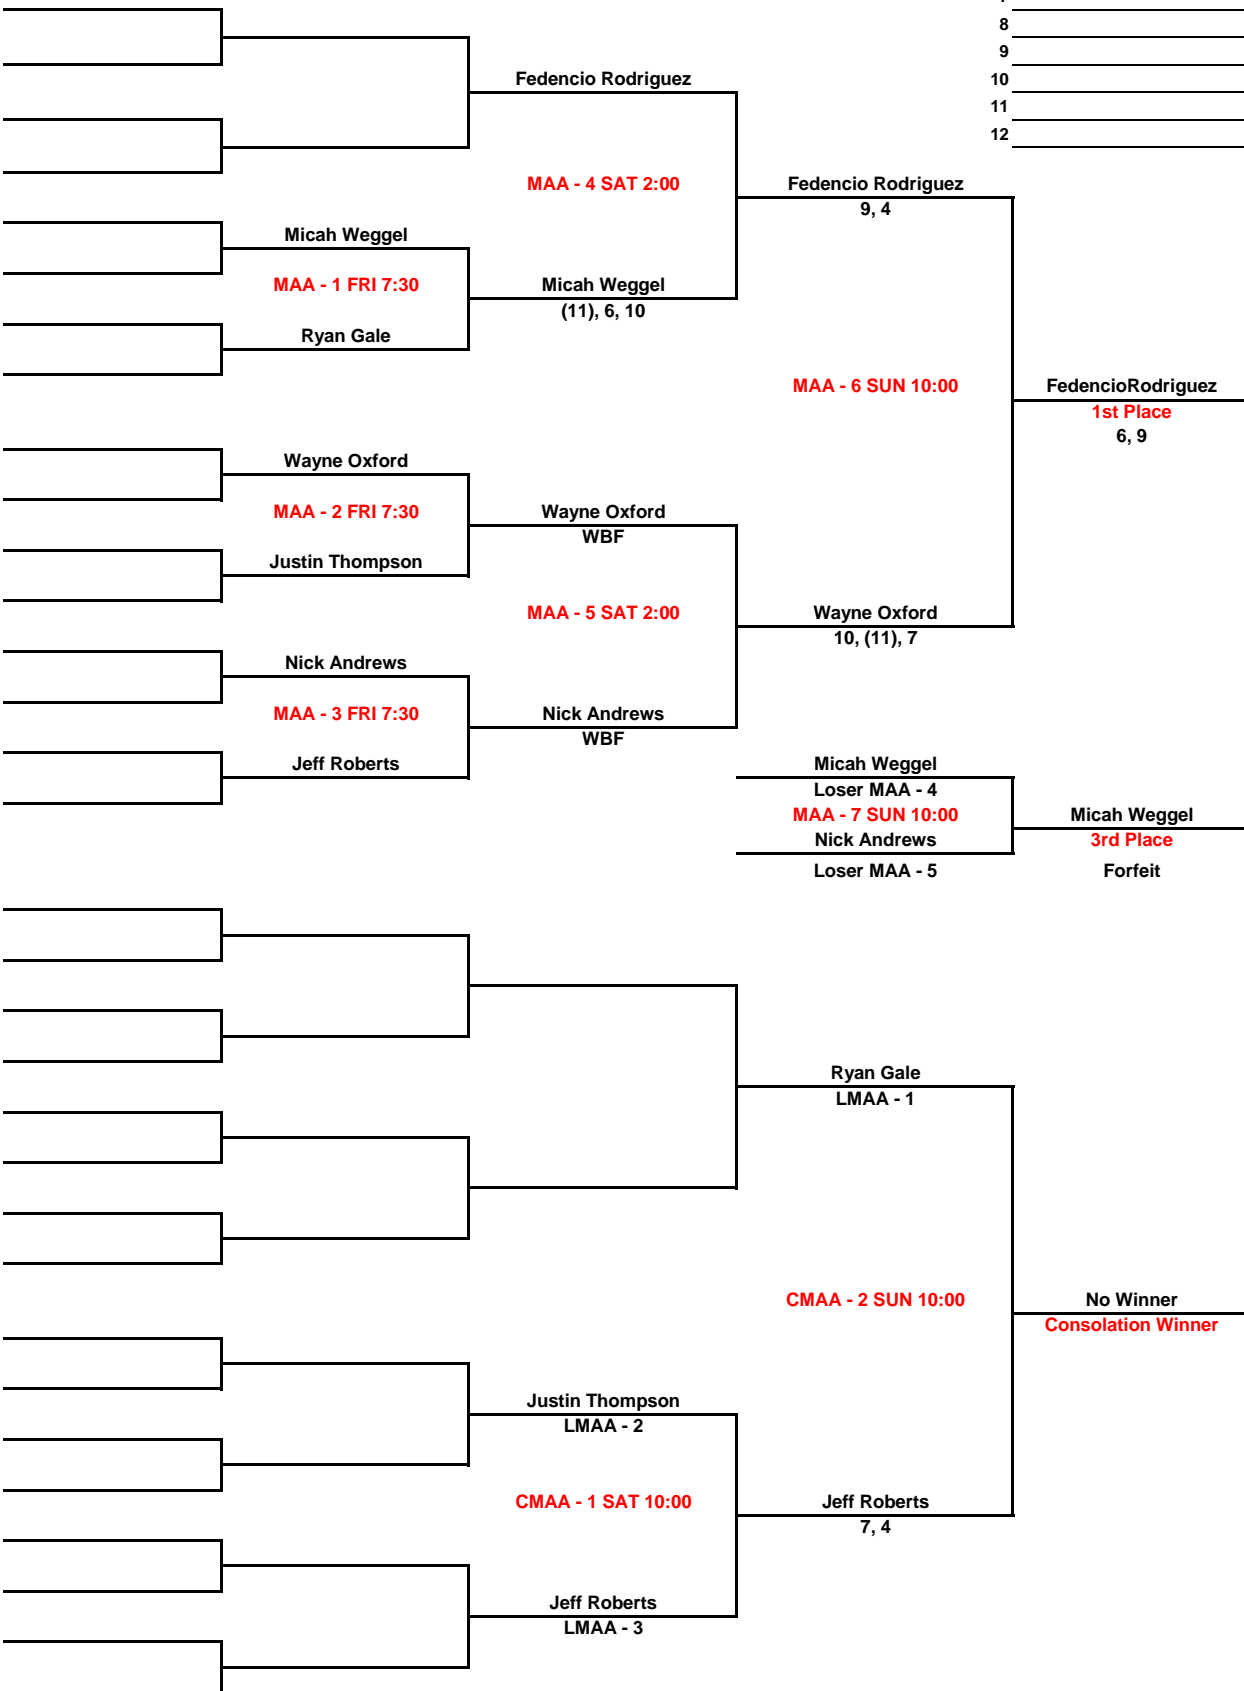 8
9
Fedencio Rodriguez
10
11
12
MAA - 4 SAT 2:00
Fedencio Rodriguez
9, 4
Micah Weggel
MAA - 1 FRI 7:30
Micah Weggel
(11), 6, 10
Ryan Gale
MAA - 6 SUN 10:00
FedencioRodriguez
1st Place
6, 9
Wayne Oxford
MAA - 2 FRI 7:30
Wayne Oxford
WBF
Justin Thompson
MAA - 5 SAT 2:00
Wayne Oxford
10, (11), 7
Nick Andrews
MAA - 3 FRI 7:30
Nick Andrews
WBF
Jeff Roberts
Micah Weggel
Loser MAA - 4
MAA - 7 SUN 10:00
Micah Weggel
Nick Andrews
3rd Place
Loser MAA - 5
Forfeit
Ryan Gale
LMAA - 1
CMAA - 2 SUN 10:00
No Winner
Consolation Winner
Justin Thompson
LMAA - 2
CMAA - 1 SAT 10:00
Jeff Roberts
7, 4
Jeff Roberts
LMAA - 3